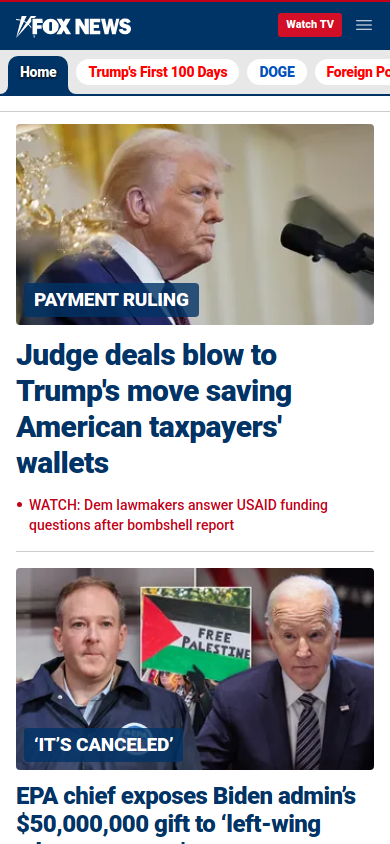 FOX NEWS
Watch TV
Home
Trump's First 100 Days
DOGE
Foreign
PAYMENT RULING
Judge deals blow to
Trump's move saving
American taxpayers'
wallets
WATCH: Dem lawmakers answer USAID funding
questions after bombshell report
FREE
PALESTINE
EPA
‘IT’S CANCELED’
EPA chief exposes Biden admin’s
$50,000,000 gift to ‘left-wing